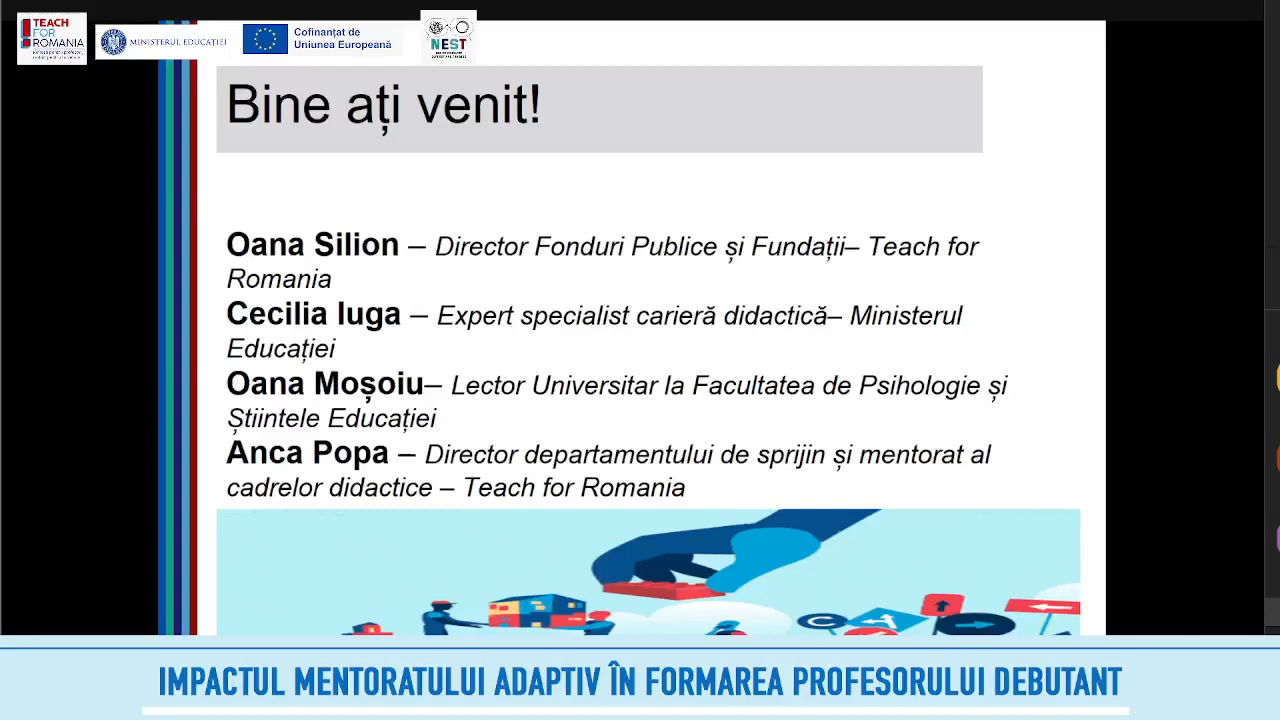 TEACH
FOR
ROMANIA
MINISTERUL EDUCAȚIEI
Cofinanțat de
Uniunea Europeană
NEST
Bine ați venit!
Oana Silion – Director Fonduri Publice și Fundații– Teach for
Romania
Cecilia Iuga – Expert specialist carieră didactică– Ministerul
Educației
Oana Moșoiu– Lector Universitar la Facultatea de Psihologie și
Științele Educației
Anca Popa – Director departamentului de sprijin și mentorat al
cadrelor didactice – Teach for Romania
IMPACTUL MENTORATULUI ADAPTIV ÎN FORMAREA PROFESORULUI DEBUTANT